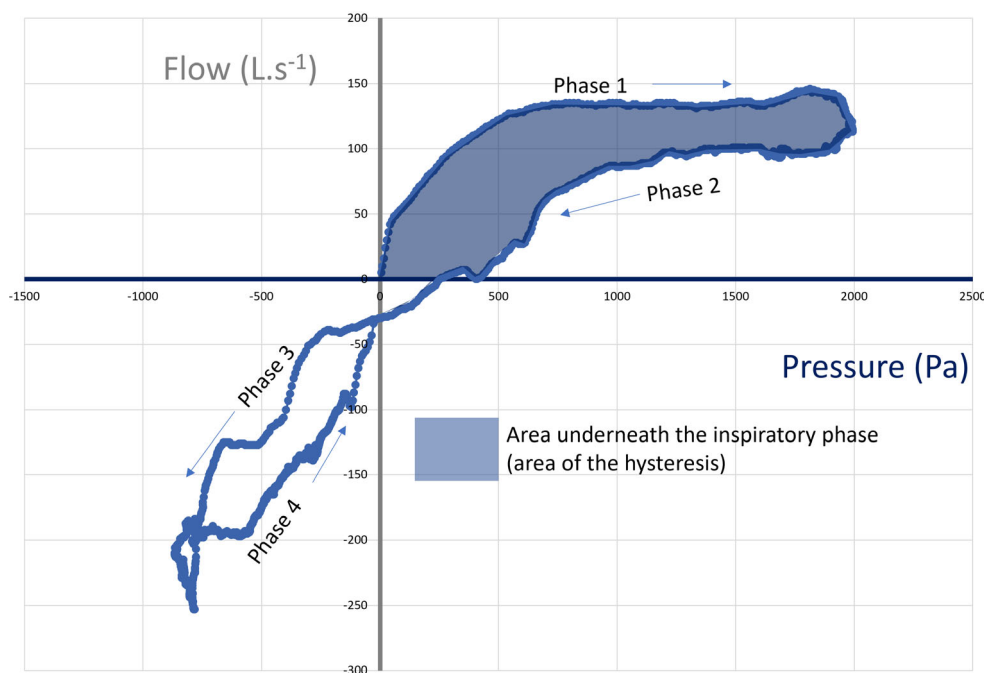 200
Flow (L.s-1)
150
Phase 1
100
Phase 2
50
0
-1500 -1000 -500 0 500 1000 1500 2000 2500
-50
Phase 3
Pressure (Pa)
-100
Area underneath the inspiratory phase
(area of the hysteresis)
-150
Phase 4
-200
-250
-300